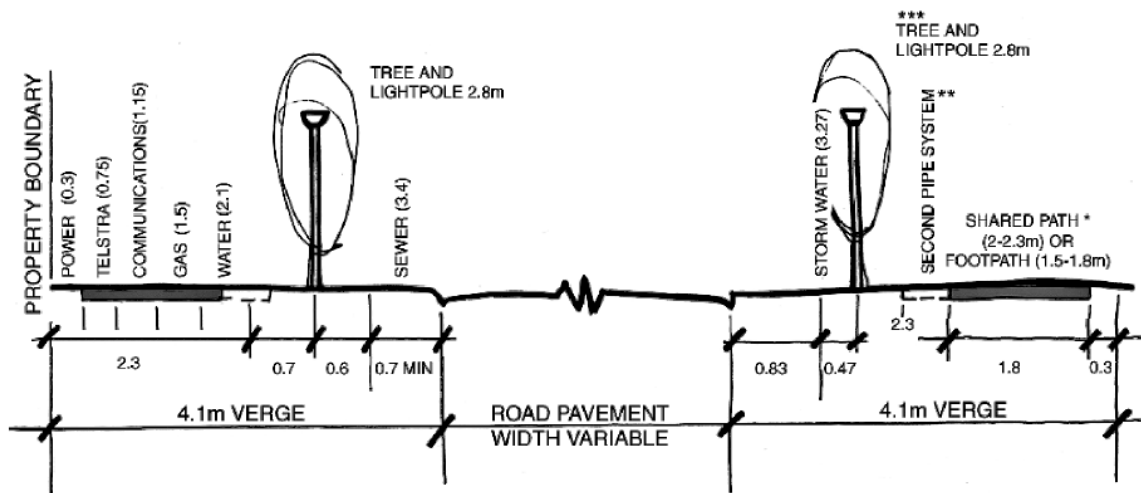 PROPERTY BOUNDARY
POWER (0.3)
TELSTRA (0.75)
COMMUNICATIONS(1.15)
GAS (1.5)
WATER (2.1)
TREE AND
LIGHTPOLE 2.8m
SEWER (3.4)
***
TREE AND
LIGHTPOLE 2.8m
STORM WATER (3.27)
SECOND PIPE SYSTEM **
SHARED PATH *
(2-2.3m) OR
FOOTPATH (1.5-1.8m)
2.3
2.3
0.7
0.6
0.7 MIN
0.83
0.47
1.8
0.3
4.1m VERGE
ROAD PAVEMENT
WIDTH VARIABLE
4.1m VERGE